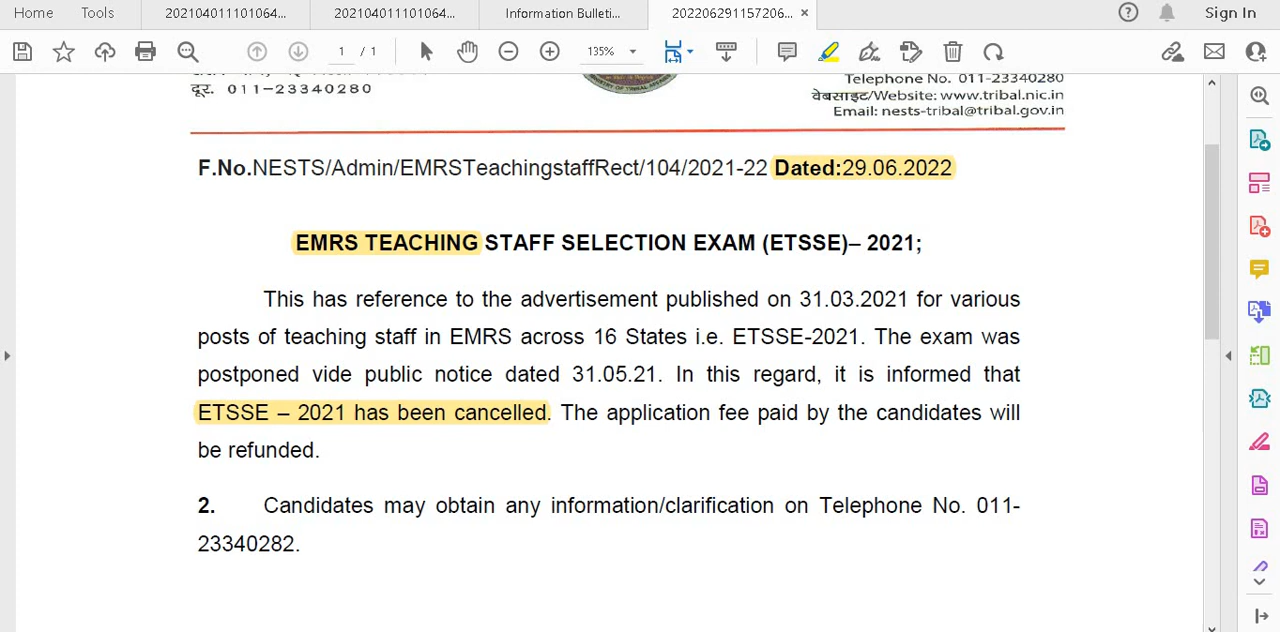 Home Tools 202104011101064... 202104011101064... Information Bulleti... 202206291157206... × Sign In
1 / 1 135%
दूर. 011-23340280
Telephone No. 011-23340280
वेबसाइट/Website: www.tribal.nic.in
Email: nests-tribal@tribal.gov.in
F.No.NESTS/Admin/EMRSTeachingstaffRect/104/2021-22 Dated:29.06.2022
EMRS TEACHING STAFF SELECTION EXAM (ETSSE)– 2021;
This has reference to the advertisement published on 31.03.2021 for various
posts of teaching staff in EMRS across 16 States i.e. ETSSE-2021. The exam was
postponed vide public notice dated 31.05.21. In this regard, it is informed that
ETSSE – 2021 has been cancelled. The application fee paid by the candidates will
be refunded.
2. Candidates may obtain any information/clarification on Telephone No. 011-
23340282.